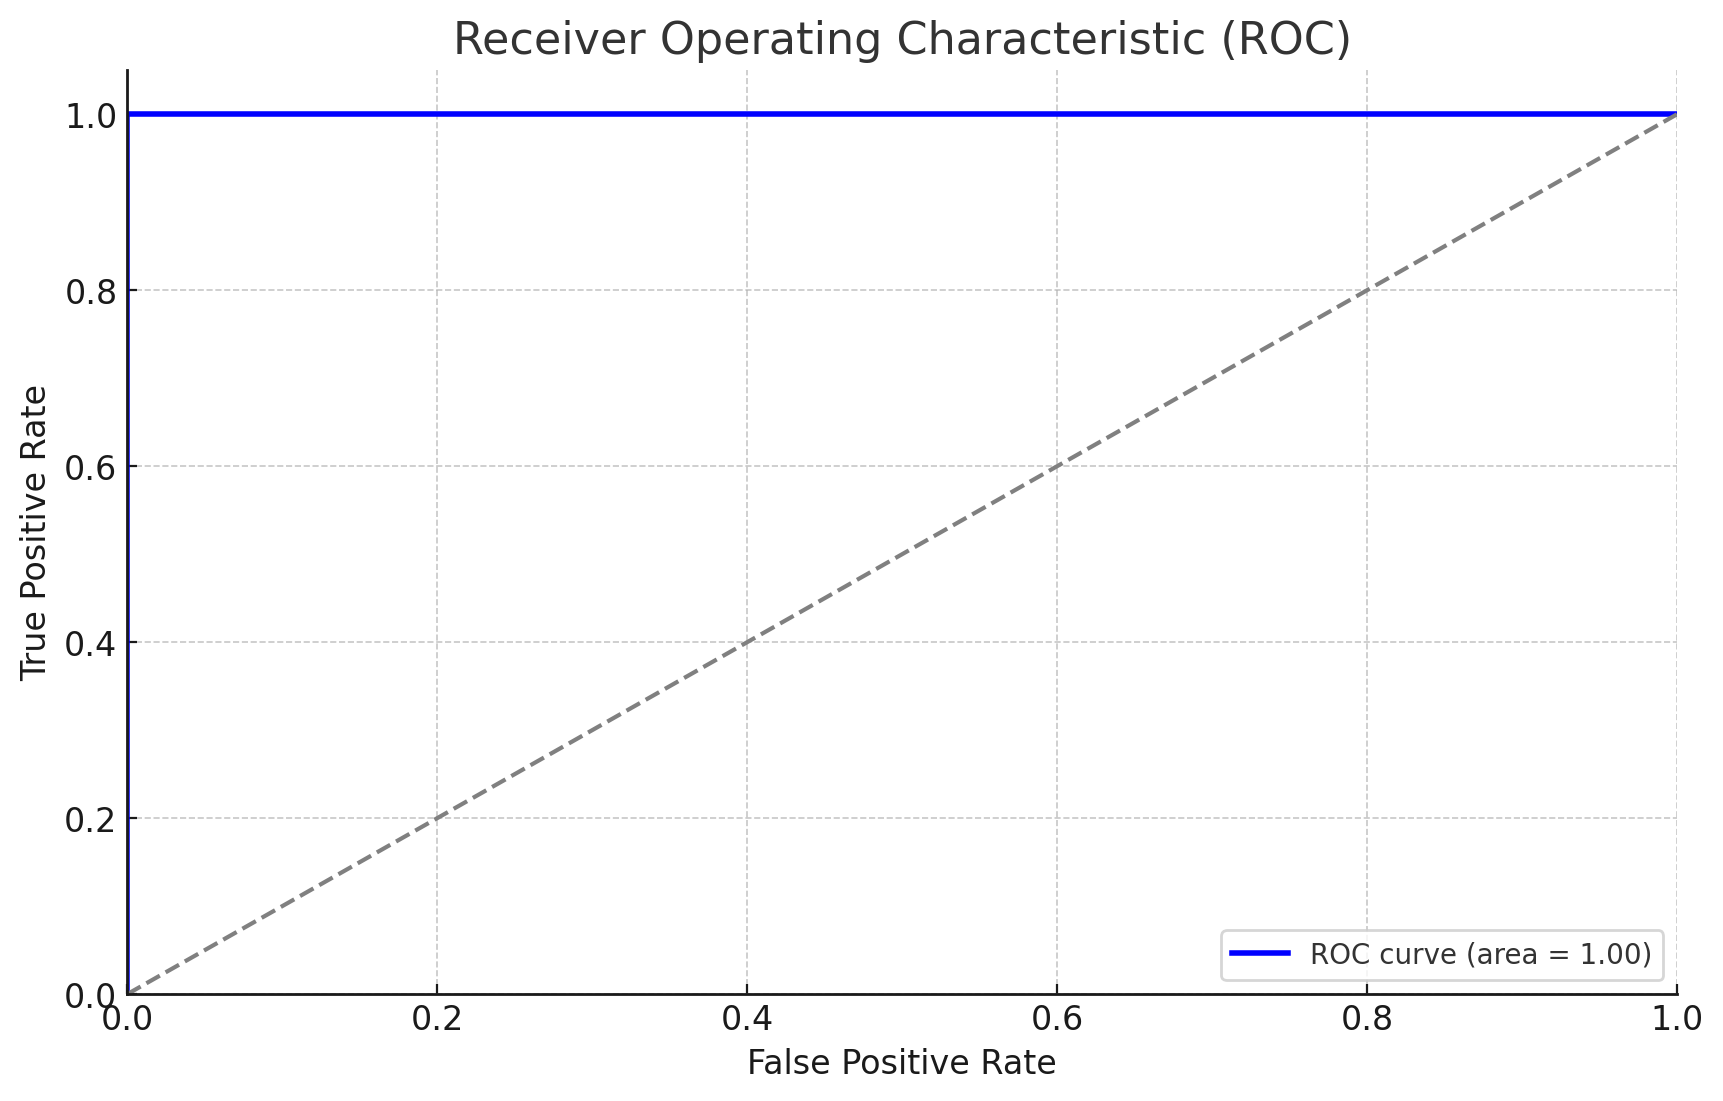 Receiver Operating Characteristic (ROC)
True Positive Rate
1.0
0.8
0.6
0.4
0.2
0.0
0.0 0.2 0.4 0.6 0.8 1.0
False Positive Rate
ROC curve (area = 1.00)